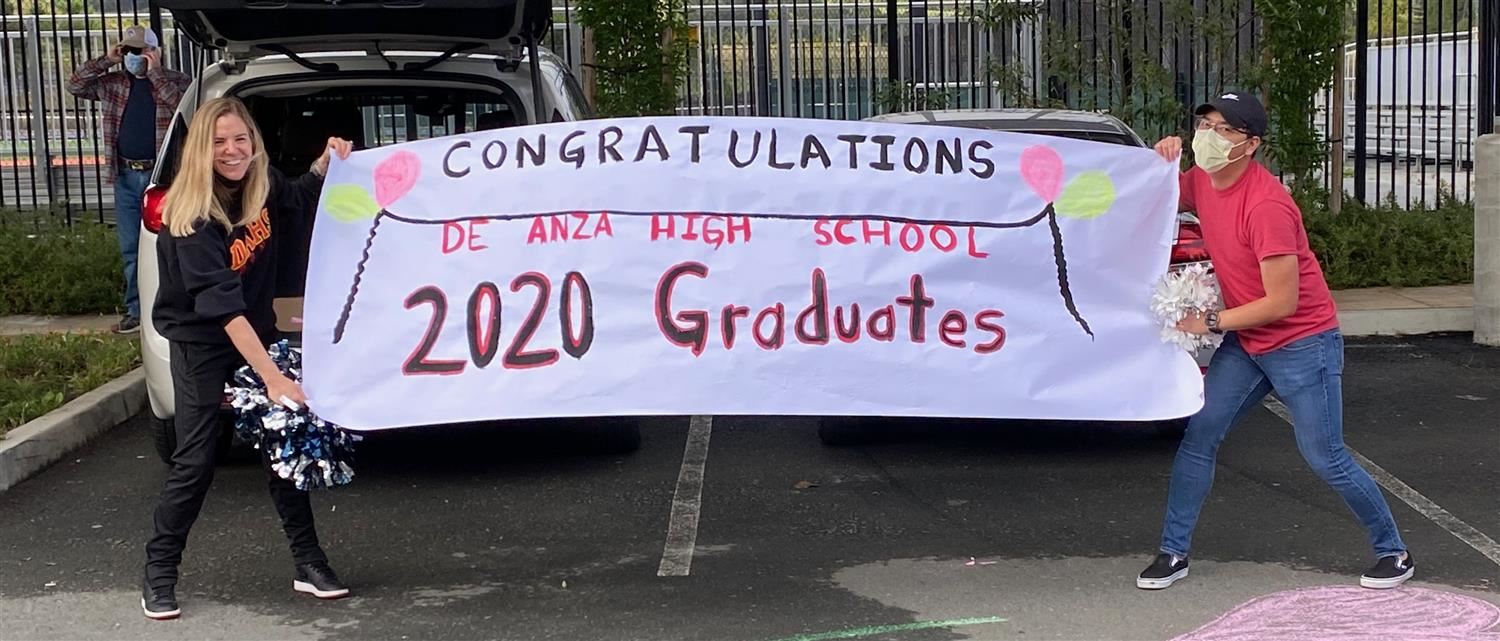 CONGRATULATIONS
DE ANZA HIGH SCHOOL
2020 Graduates